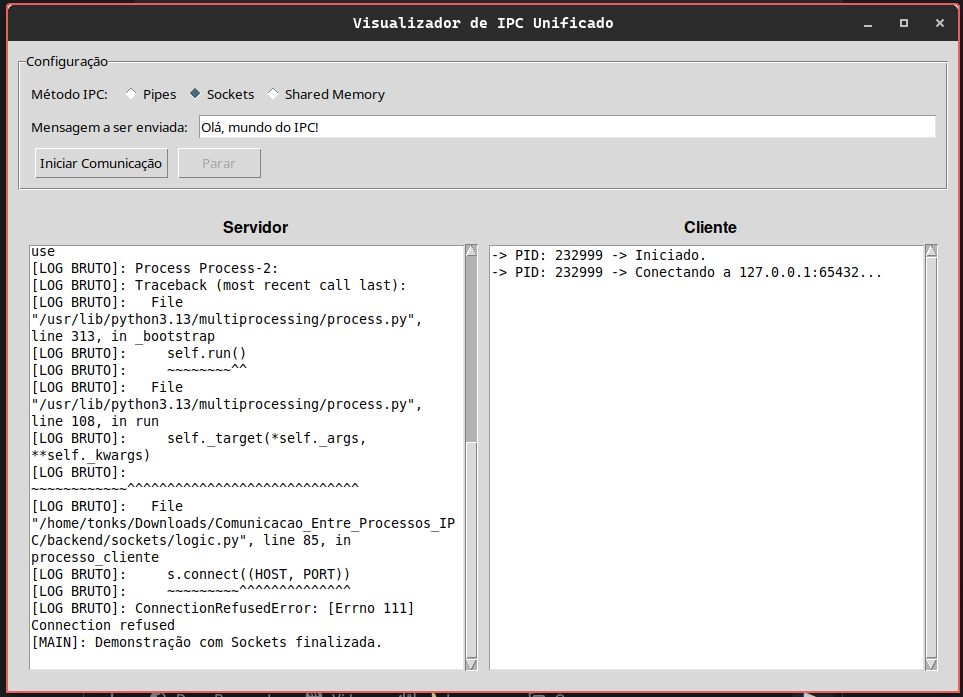 Visualizador de IPC Unificado
Configuração
Método IPC: Pipes Sockets Shared Memory
Mensagem a ser enviada: Olá, mundo do IPC!
Iniciar Comunicação Parar
Servidor
use
[LOG BRUTO]: Process Process-2:
[LOG BRUTO]: Traceback (most recent call last):
[LOG BRUTO]:   File
"/usr/lib/python3.13/multiprocessing/process.py",
line 313, in _bootstrap
[LOG BRUTO]:     self.run()
[LOG BRUTO]:     ~~~~~~~~^^
[LOG BRUTO]:   File
"/usr/lib/python3.13/multiprocessing/process.py",
line 108, in run
[LOG BRUTO]:     self._target(*self._args,
**self._kwargs)
[LOG BRUTO]:
~~~~~~~~~~~~^^^^^^^^^^^^^^^^^^^^^^^^^^^^^
[LOG BRUTO]:   File
"/home/tonks/Downloads/Comunicacao_Entre_Processos_IP
C/backend/sockets/logic.py", line 85, in
processo_cliente
[LOG BRUTO]:     s.connect((HOST, PORT))
[LOG BRUTO]:     ~~~~~~~~~^^^^^^^^^^^^^^
[LOG BRUTO]: ConnectionRefusedError: [Errno 111]
Connection refused
[MAIN]: Demonstração com Sockets finalizada.
Cliente
-> PID: 232999 -> Iniciado.
-> PID: 232999 -> Conectando a 127.0.0.1:65432...